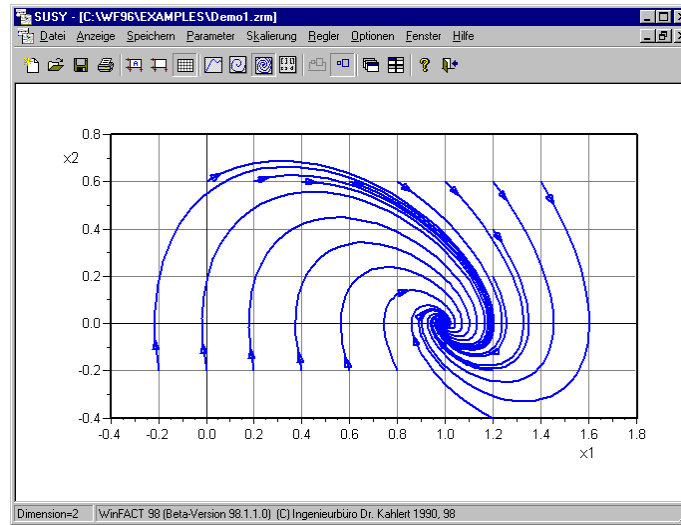 SUSY - [C:\WF96\EXAMPLES\Demo1.zrm]
Datei Anzeige Speichern Parameter Skalierung Regler Optionen Fenster Hilfe
0.8
x2
0.6
0.4
0.2
0.0
-0.2
-0.4
-0.4 -0.2 0.0 0.2 0.4 0.6 0.8 1.0 1.2 1.4 1.6 1.8
x1
Dimension=2 WinFACT 98 (Beta-Version 98.1.1.0) (C) Ingenieurbüro Dr. Kahlert 1990, 98